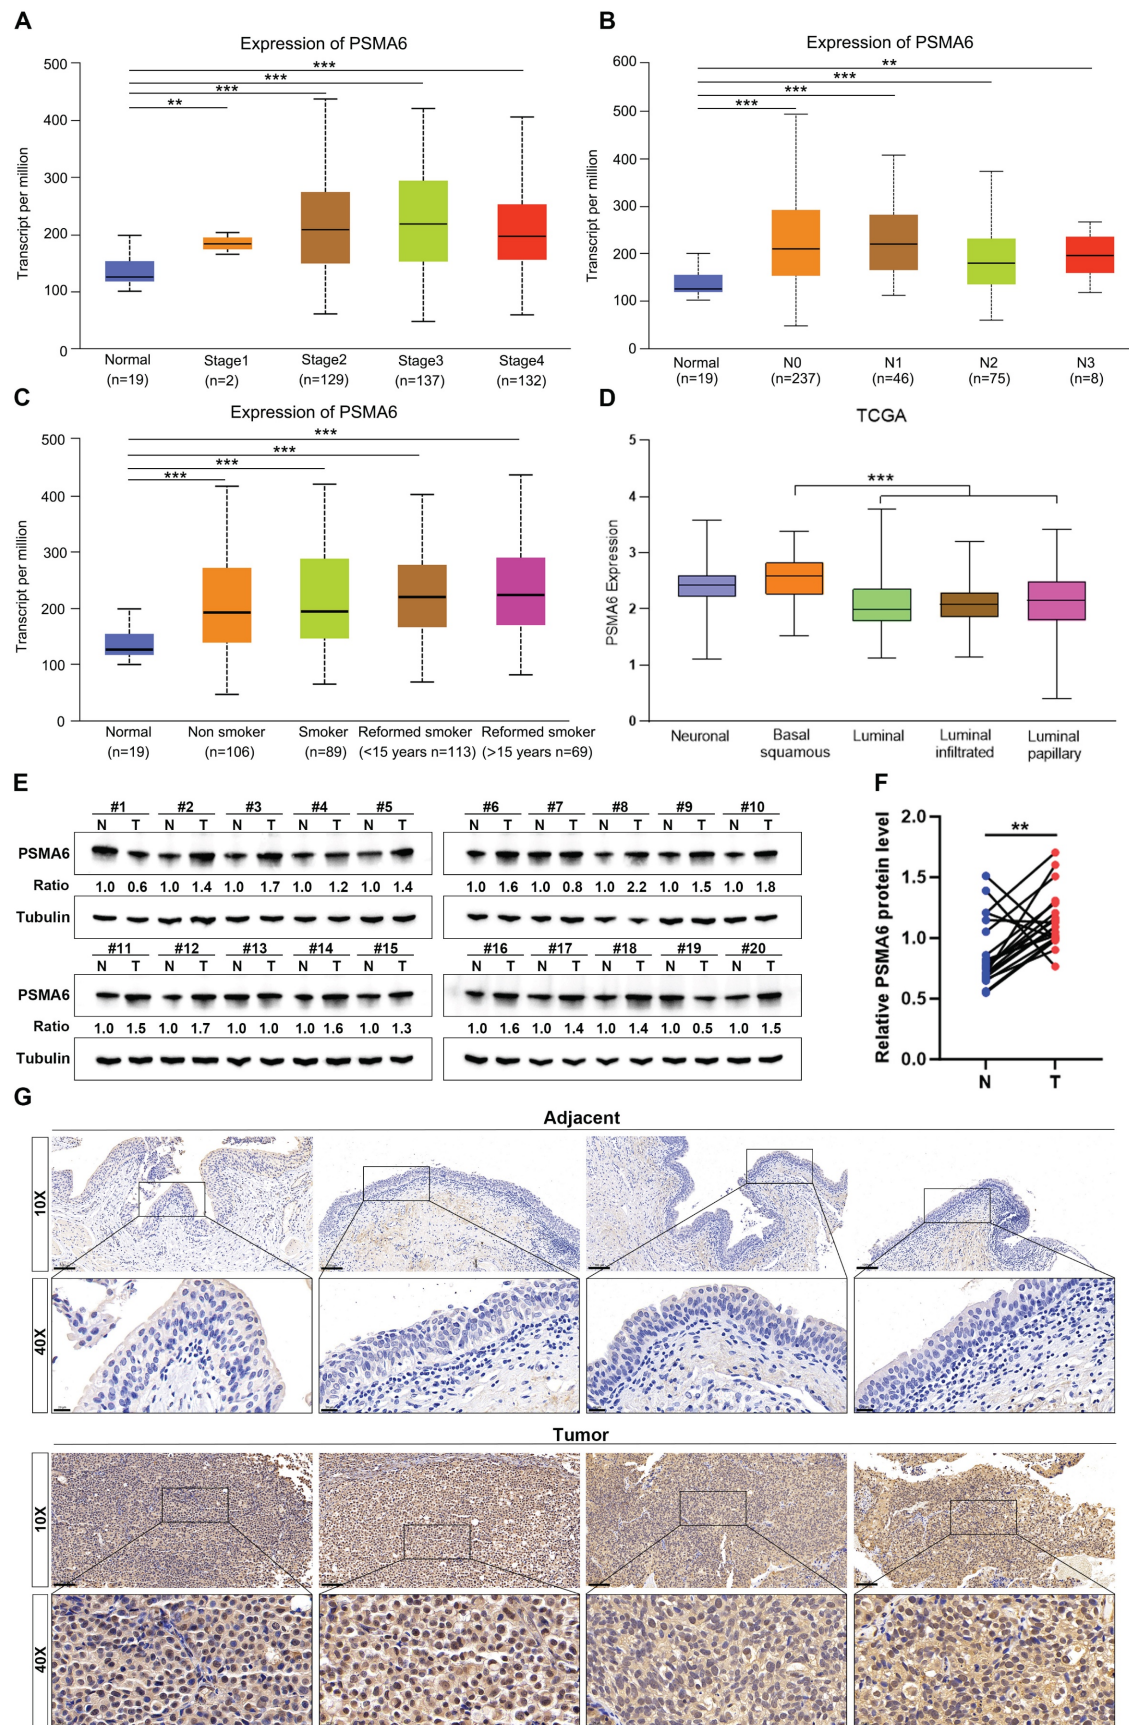 A
Expression of PSMA6
Transcript per million
500
400
300
200
100
0
***
***
***
**
Normal (n=19)
Stage1 (n=2)
Stage2 (n=129)
Stage3 (n=137)
Stage4 (n=132)
B
Expression of PSMA6
Transcript per million
600
500
400
300
200
100
0
**
***
***
***
Normal (n=19)
N0 (n=237)
N1 (n=46)
N2 (n=75)
N3 (n=8)
C
Expression of PSMA6
Transcript per million
500
400
300
200
100
0
***
***
***
***
Normal (n=19)
Non smoker (n=106)
Smoker (n=89)
Reformed smoker (<15 years n=113)
Reformed smoker (>15 years n=69)
D
TCGA
PSMA6 Expression
5
4
3
2
1
0
***
Neuronal
Basal squamous
Luminal
Luminal infiltrated
Luminal papillary
E
#1 #2 #3 #4 #5
N T N T N T N T N T
PSMA6
Ratio 1.0 0.6 1.0 1.4 1.0 1.7 1.0 1.2 1.0 1.4
Tubulin
#6 #7 #8 #9 #10
N T N T N T N T N T
1.0 1.6 1.0 0.8 1.0 2.2 1.0 1.5 1.0 1.8
#11 #12 #13 #14 #15
N T N T N T N T N T
PSMA6
Ratio 1.0 1.5 1.0 1.7 1.0 1.0 1.0 1.6 1.0 1.3
Tubulin
#16 #17 #18 #19 #20
N T N T N T N T N T
1.0 1.6 1.0 1.4 1.0 1.4 1.0 0.5 1.0 1.5
F
Relative PSMA6 protein level
2.0
1.5
1.0
0.5
0.0
**
N T
G
Adjacent
10X
40X
Tumor
10X
40X